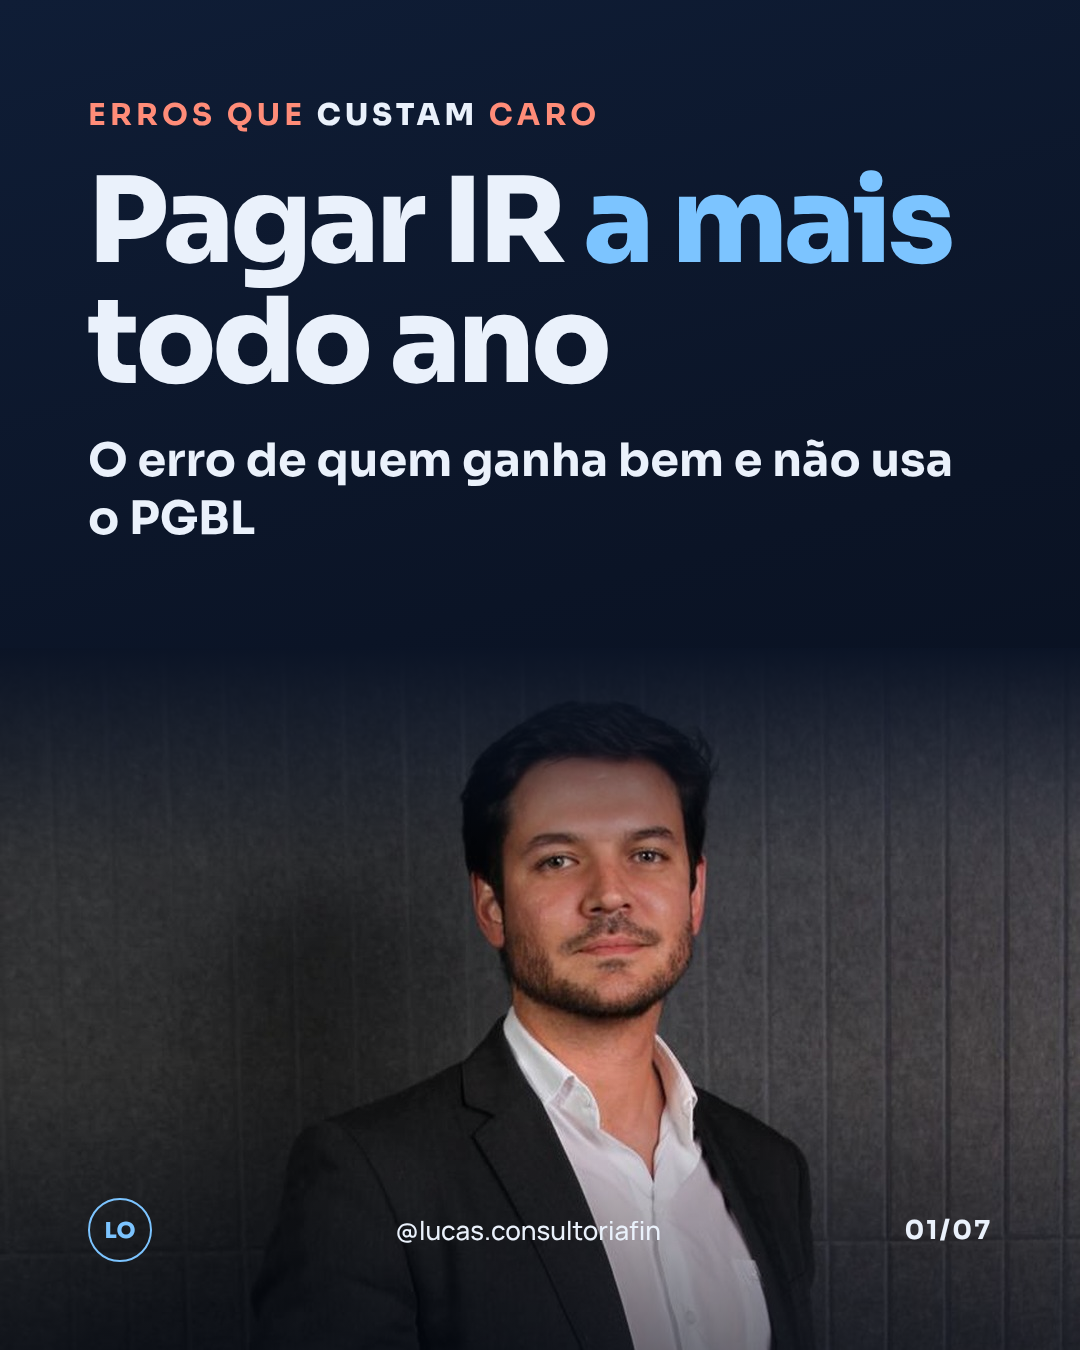 ERROS QUE CUSTAM CARO
Pagar IR a mais
todo ano
O erro de quem ganha bem e não usa
o PGBL
LO
@lucas.consultoriafin
01/07